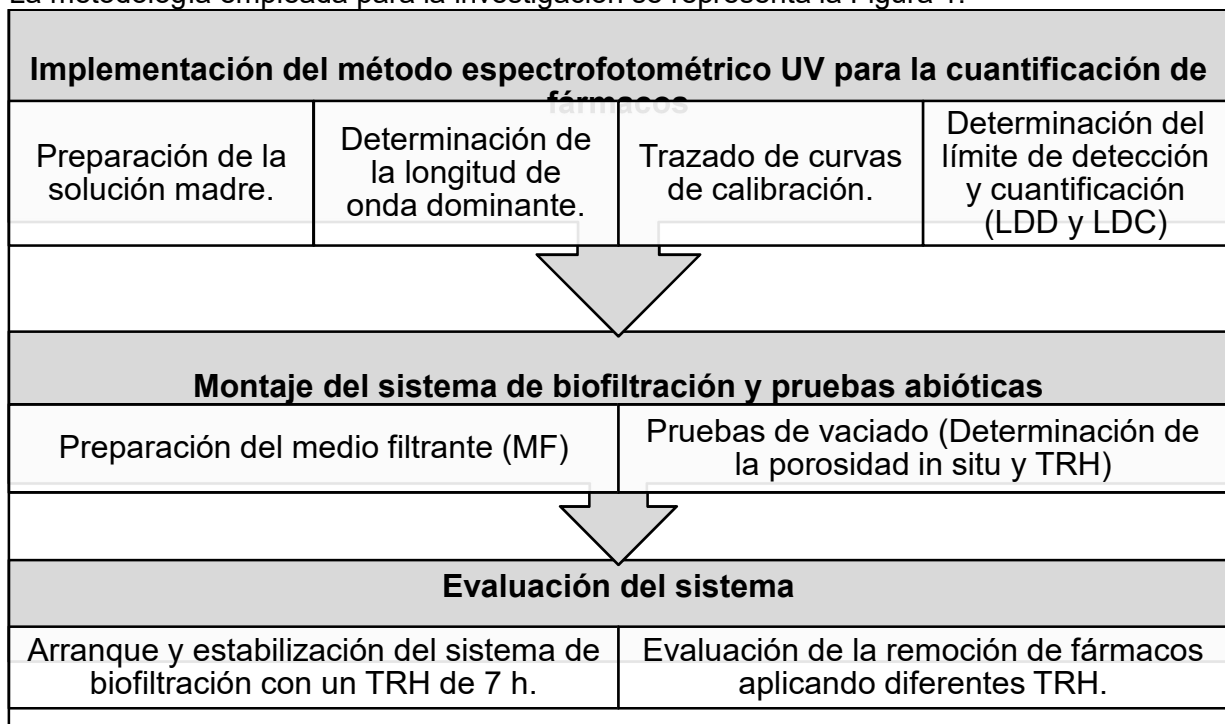 La metodología empleada para la investigación se representa la Figura 1.
Implementación del método espectrofotométrico UV para la cuantificación de
fármacos
Preparación de la
solución madre.
Determinación de
la longitud de
onda dominante.
Trazado de curvas
de calibración.
Determinación del
límite de detección
y cuantificación
(LDD y LDC)
Montaje del sistema de biofiltración y pruebas abióticas
Preparación del medio filtrante (MF)
Pruebas de vaciado (Determinación de
la porosidad in situ y TRH)
Evaluación del sistema
Arranque y estabilización del sistema de
biofiltración con un TRH de 7 h.
Evaluación de la remoción de fármacos
aplicando diferentes TRH.